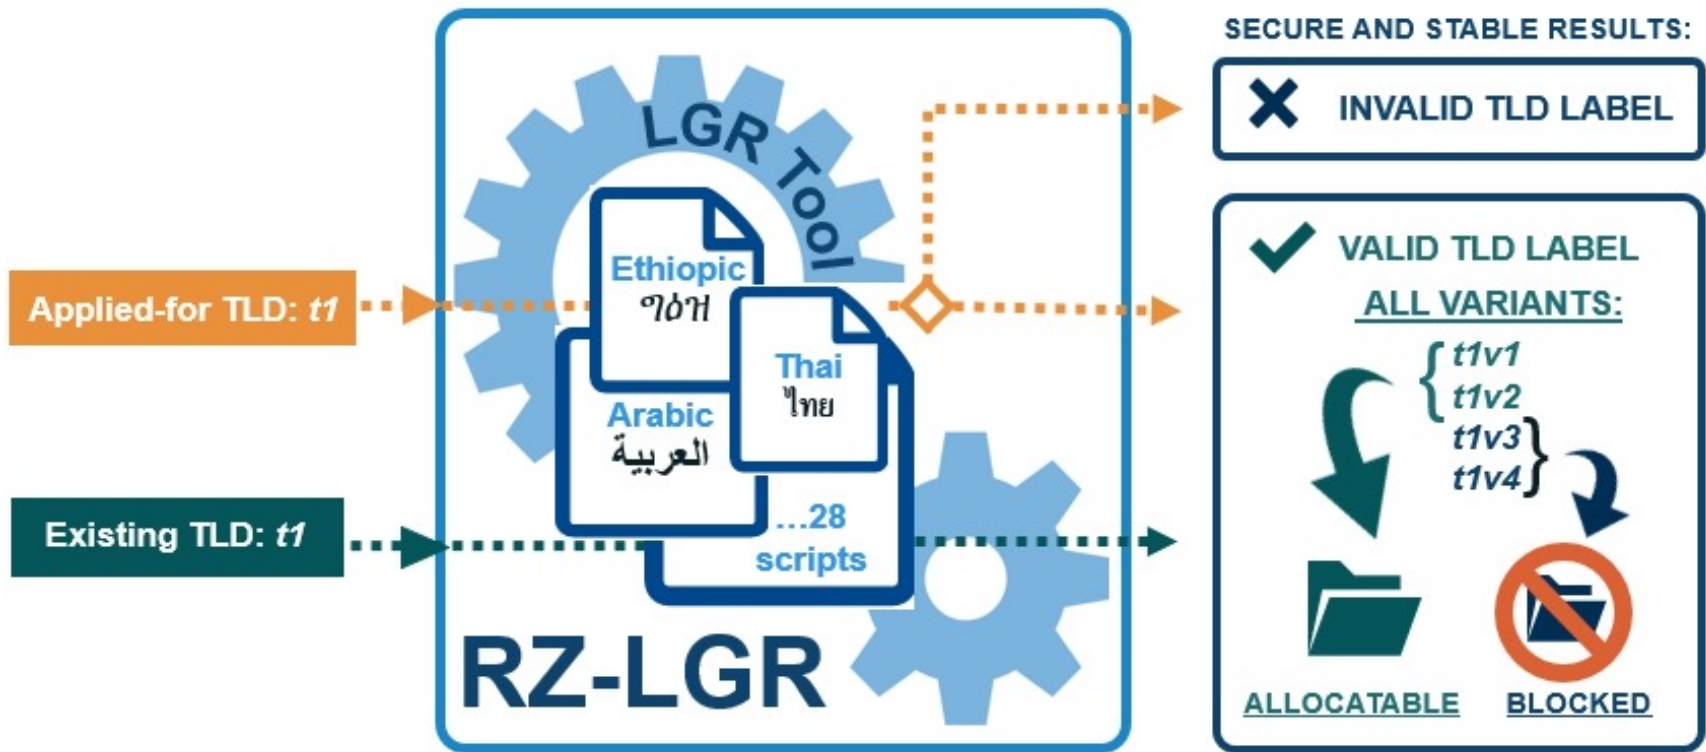 Applied-for TLD: t1
Existing TLD: t1
LGR Tool
Ethiopic
ግዕዝ
Thai
ไทย
Arabic
العربية
...28
scripts
RZ-LGR
SECURE AND STABLE RESULTS:
INVALID TLD LABEL
VALID TLD LABEL
ALL VARIANTS:
t1v1
t1v2
t1v3
t1v4
ALLOCATABLE
BLOCKED